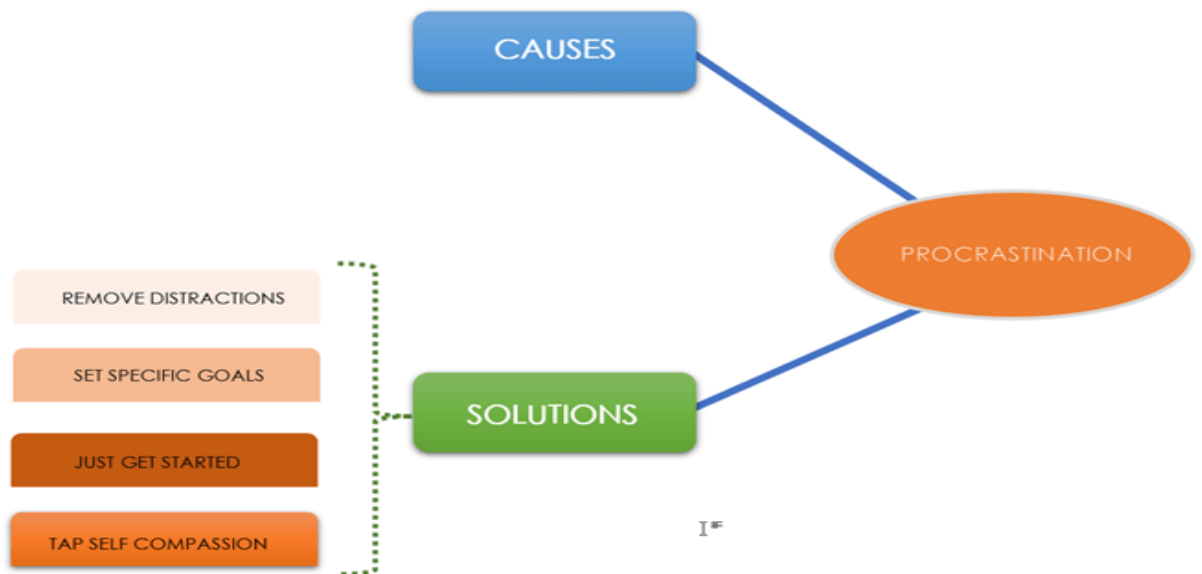 CAUSES
PROCRASTINATION
REMOVE DISTRACTIONS
SET SPECIFIC GOALS
SOLUTIONS
JUST GET STARTED
TAP SELF COMPASSION